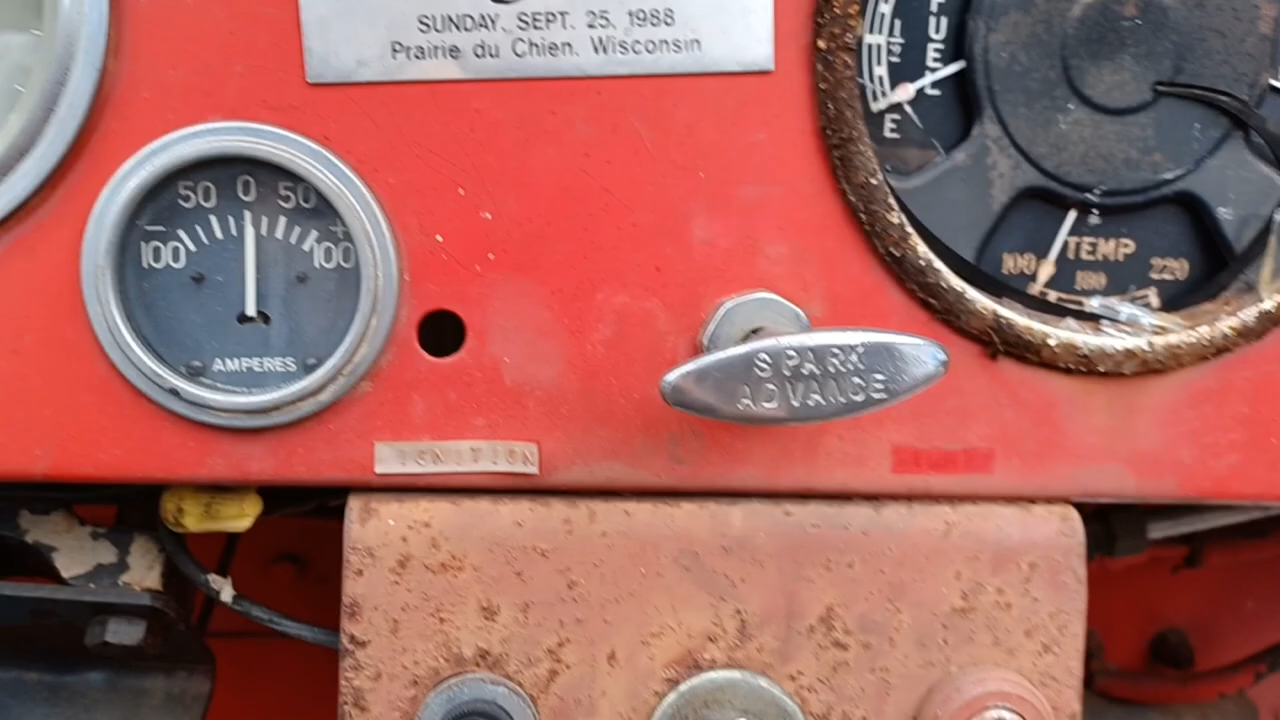 SUNDAY, SEPT. 25, 1988
Prairie du Chien, Wisconsin
50 0 50
- +
100 100
AMPERES
FUEL
E
TEMP
100 180 220
SPARK
ADVANCE
IGNITION